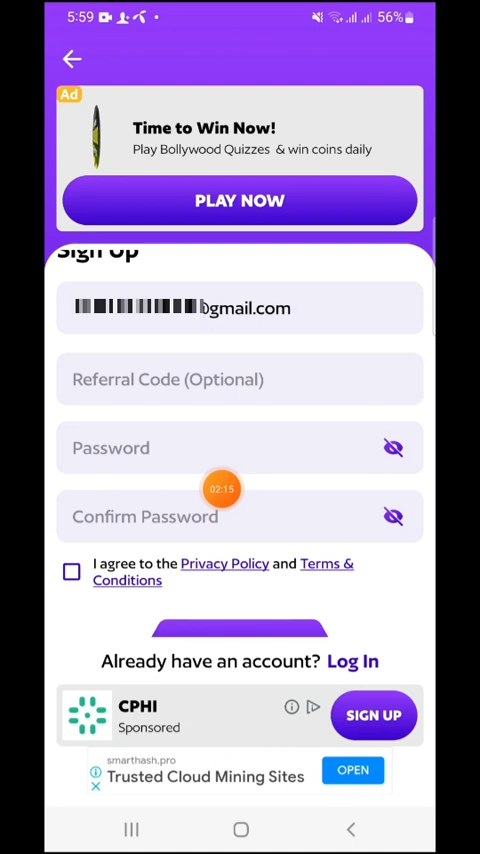 5:59
56%
Ad
Time to Win Now!
Play Bollywood Quizzes & win coins daily
PLAY NOW
Sign Up
@gmail.com
Referral Code (Optional)
Password
02:15
Confirm Password
I agree to the Privacy Policy and Terms &
Conditions
Already have an account? Log In
CPHI
Sponsored
SIGN UP
smarthash.pro
Trusted Cloud Mining Sites
OPEN